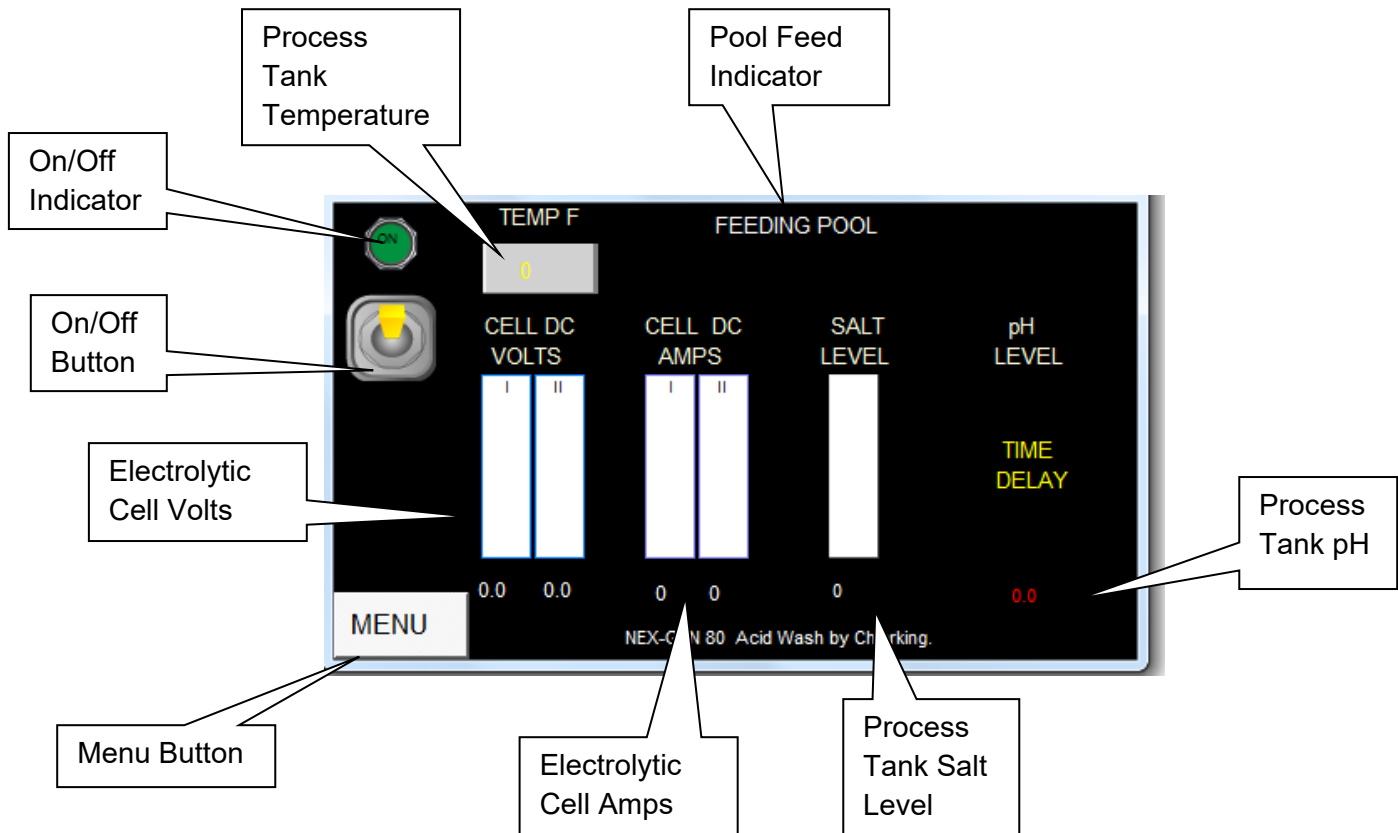 Process
Tank
Temperature
Pool Feed
Indicator
On/Off
Indicator
On/Off
Button
Electrolytic
Cell Volts
Menu Button
Electrolytic
Cell Amps
Process
Tank Salt
Level
Process
Tank pH
ON
TEMP F
0
FEEDING POOL
CELL DC
VOLTS
I II
0.0 0.0
CELL DC
AMPS
I II
0 0
SALT
LEVEL
0
pH
LEVEL
TIME
DELAY
0.0
MENU
80 Acid Wash by